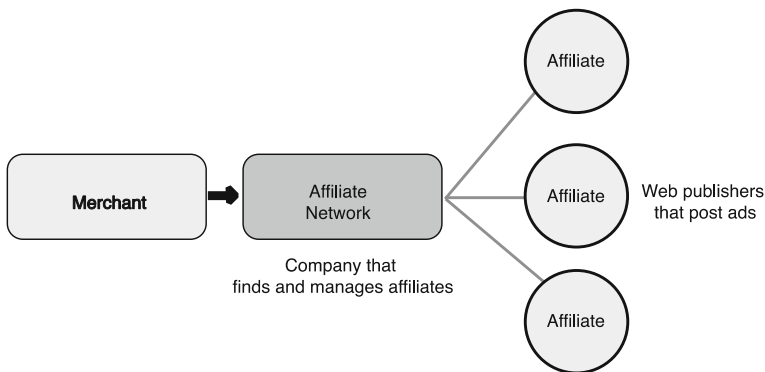 Affiliate
Merchant
Affiliate
Network
Affiliate
Web publishers
that post ads
Company that
finds and manages affiliates
Affiliate